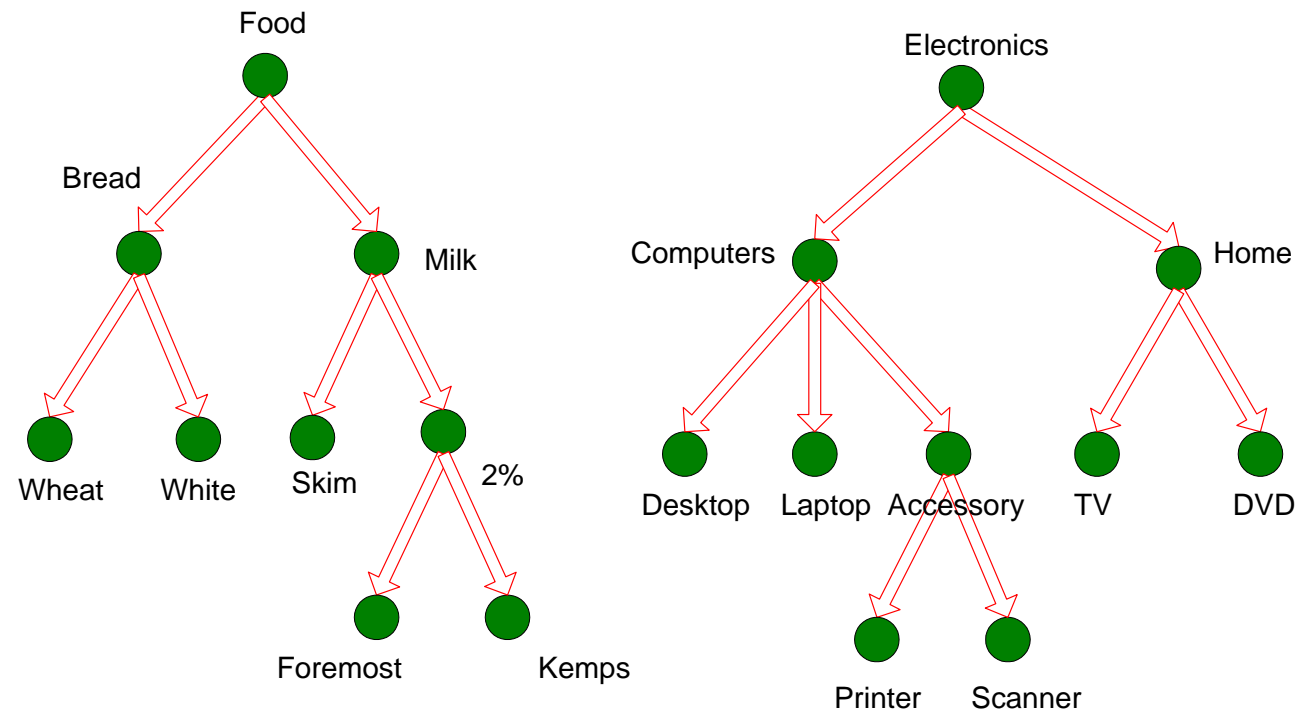 Food
Electronics
Bread
Milk
Computers
Home
Wheat
White
Skim
2%
Desktop
Laptop
Accessory
TV
DVD
Foremost
Kemps
Printer
Scanner